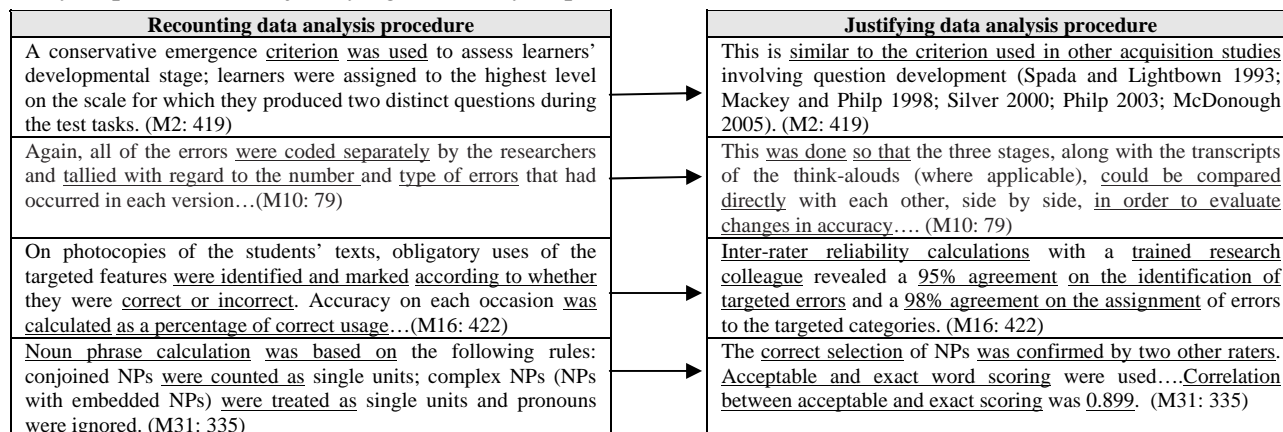 Recounting data analysis procedure
Justifying data analysis procedure
A conservative emergence criterion was used to assess learners'
developmental stage; learners were assigned to the highest level
on the scale for which they produced two distinct questions during
the test tasks. (M2: 419)
This is similar to the criterion used in other acquisition studies
involving question development (Spada and Lightbown 1993;
Mackey and Philp 1998; Silver 2000; Philp 2003; McDonough
2005). (M2: 419)
Again, all of the errors were coded separately by the researchers
and tallied with regard to the number and type of errors that had
occurred in each version…(M10: 79)
This was done so that the three stages, along with the transcripts
of the think-alouds (where applicable), could be compared
directly with each other, side by side, in order to evaluate
changes in accuracy…. (M10: 79)
On photocopies of the students' texts, obligatory uses of the
targeted features were identified and marked according to whether
they were correct or incorrect. Accuracy on each occasion was
calculated as a percentage of correct usage…(M16: 422)
Inter-rater reliability calculations with a trained research
colleague revealed a 95% agreement on the identification of
targeted errors and a 98% agreement on the assignment of errors
to the targeted categories. (M16: 422)
Noun phrase calculation was based on the following rules:
conjoined NPs were counted as single units; complex NPs (NPs
with embedded NPs) were treated as single units and pronouns
were ignored. (M31: 335)
The correct selection of NPs was confirmed by two other raters.
Acceptable and exact word scoring were used….Correlation
between acceptable and exact scoring was 0.899. (M31: 335)